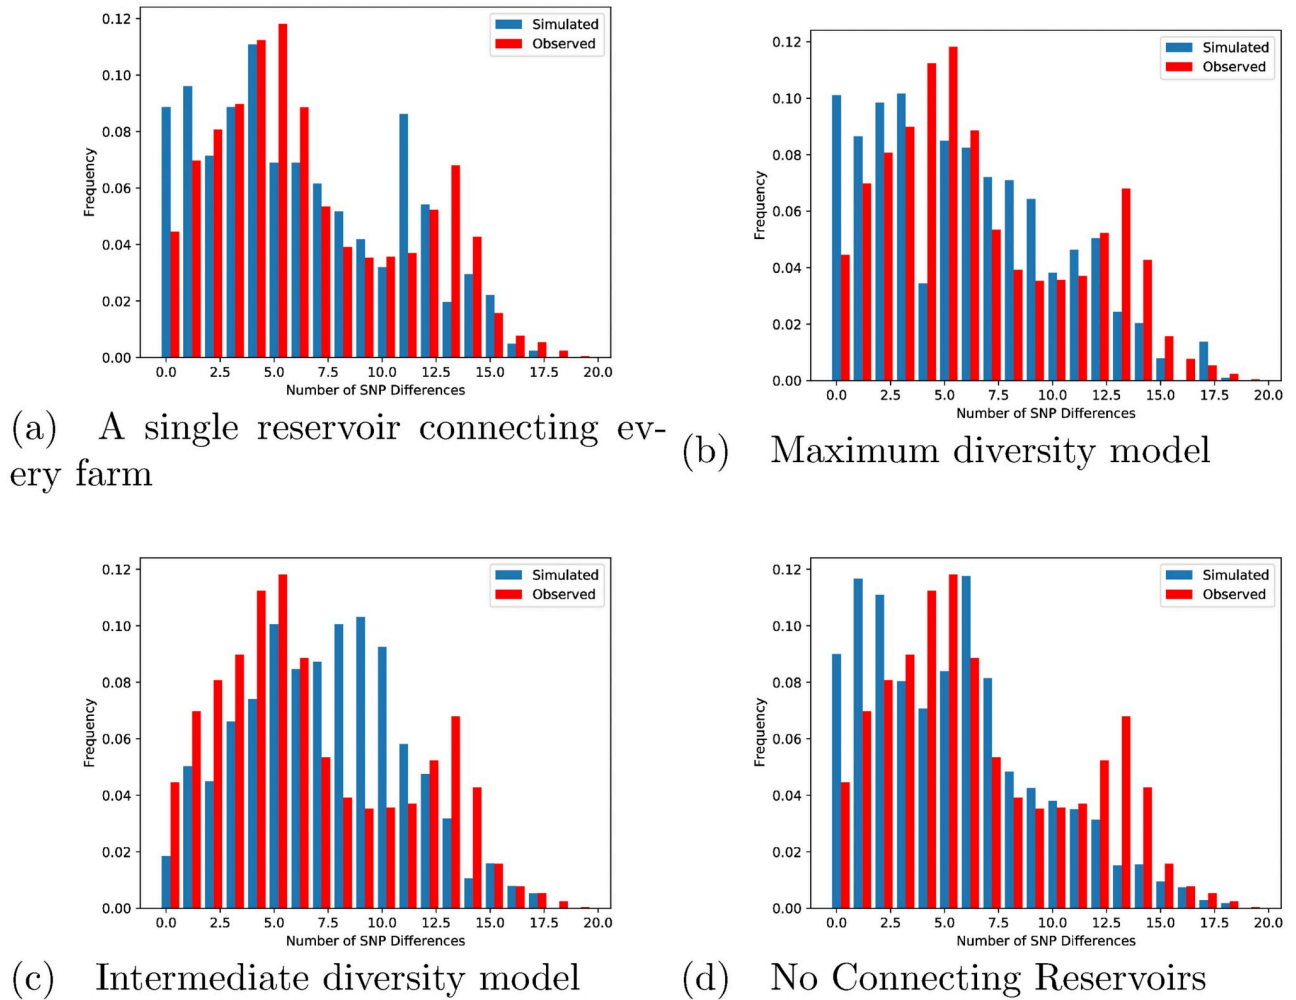 0.12
0.10
0.08
0.06
0.04
0.02
0.00
Frequency
Simulated
Observed
0.0 2.5 5.0 7.5 10.0 12.5 15.0 17.5 20.0
Number of SNP Differences
(a) A single reservoir connecting ev-
ery farm
0.12
0.10
0.08
0.06
0.04
0.02
0.00
Frequency
Simulated
Observed
0.0 2.5 5.0 7.5 10.0 12.5 15.0 17.5 20.0
Number of SNP Differences
(b) Maximum diversity model
0.12
0.10
0.08
0.06
0.04
0.02
0.00
Frequency
Simulated
Observed
0.0 2.5 5.0 7.5 10.0 12.5 15.0 17.5 20.0
Number of SNP Differences
(c) Intermediate diversity model
0.12
0.10
0.08
0.06
0.04
0.02
0.00
Frequency
Simulated
Observed
0.0 2.5 5.0 7.5 10.0 12.5 15.0 17.5 20.0
Number of SNP Differences
(d) No Connecting Reservoirs